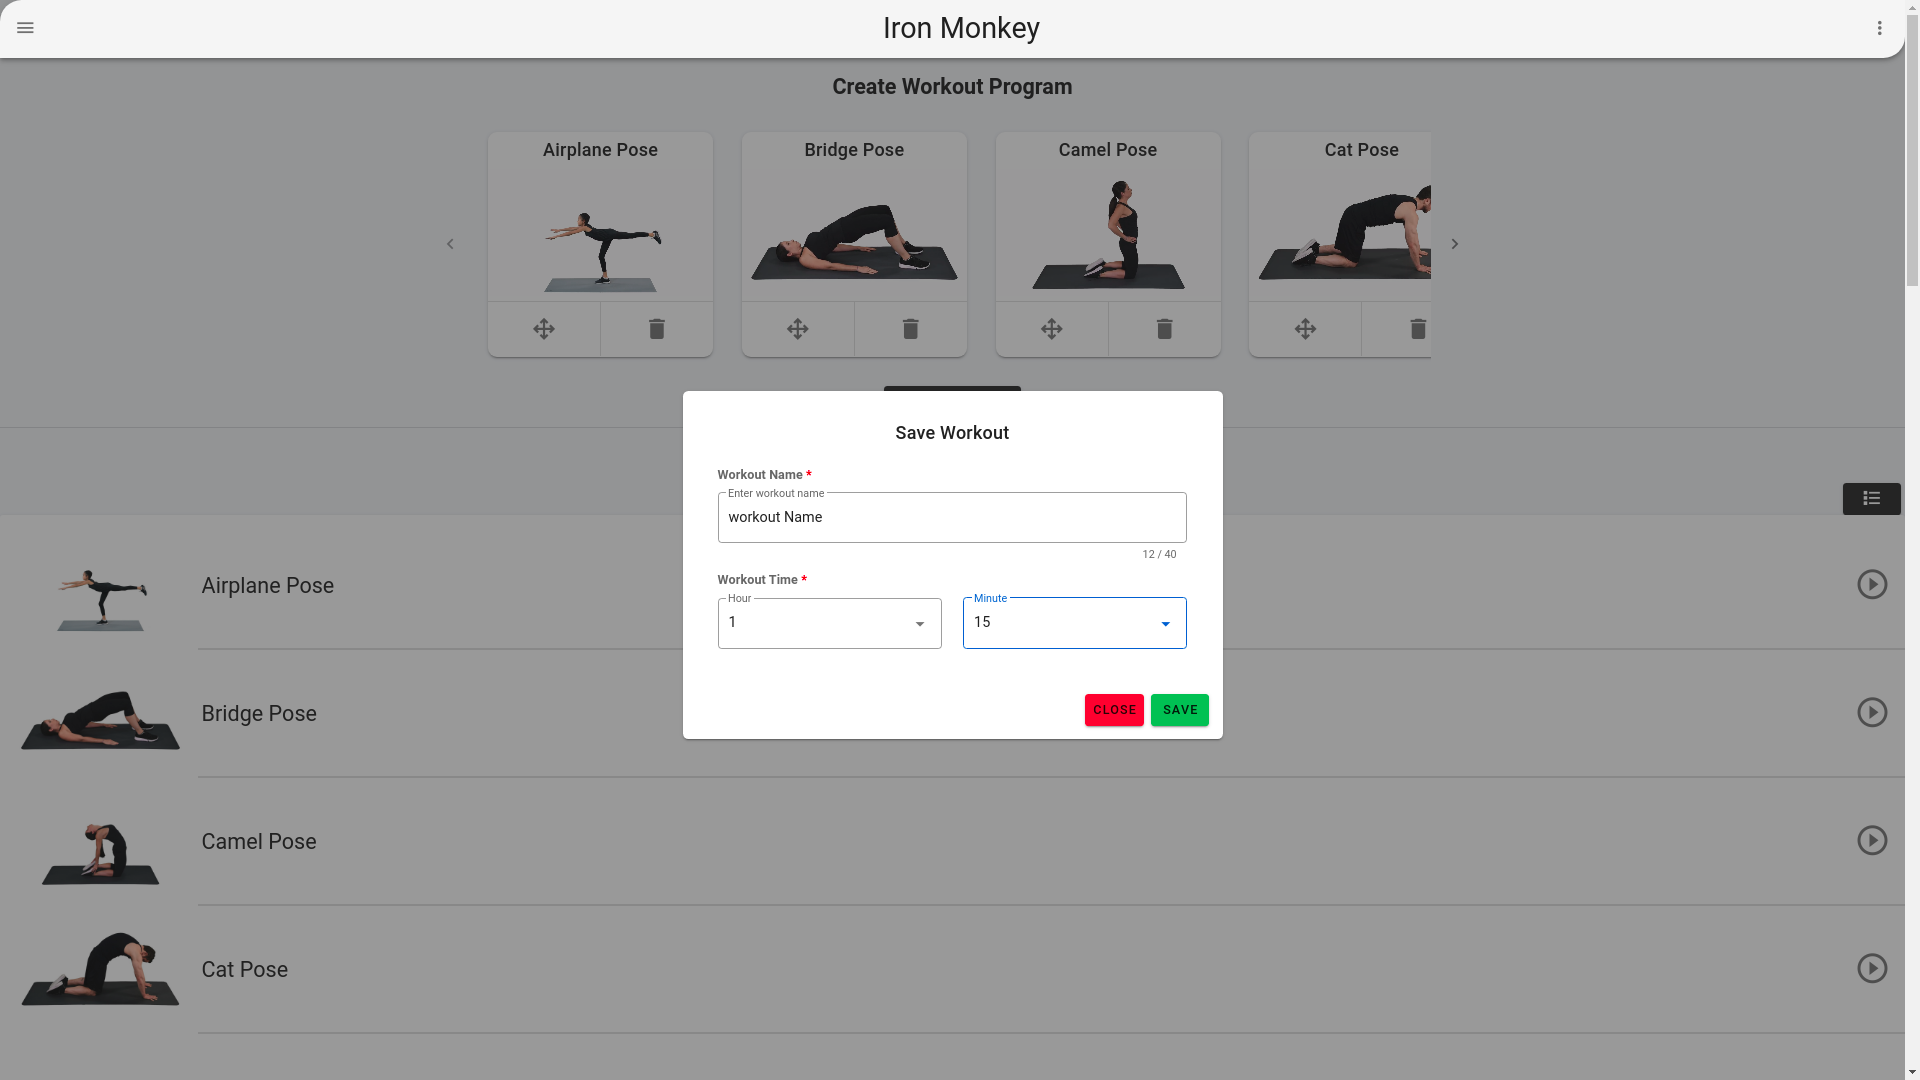 Iron Monkey
Create Workout Program
Airplane Pose
Bridge Pose
Camel Pose
Cat Pose
Save Workout
Workout Name *
Enter workout name
workout Name
12 / 40
Workout Time *
Hour
1
Minute
15
CLOSE
SAVE
Airplane Pose
Bridge Pose
Camel Pose
Cat Pose